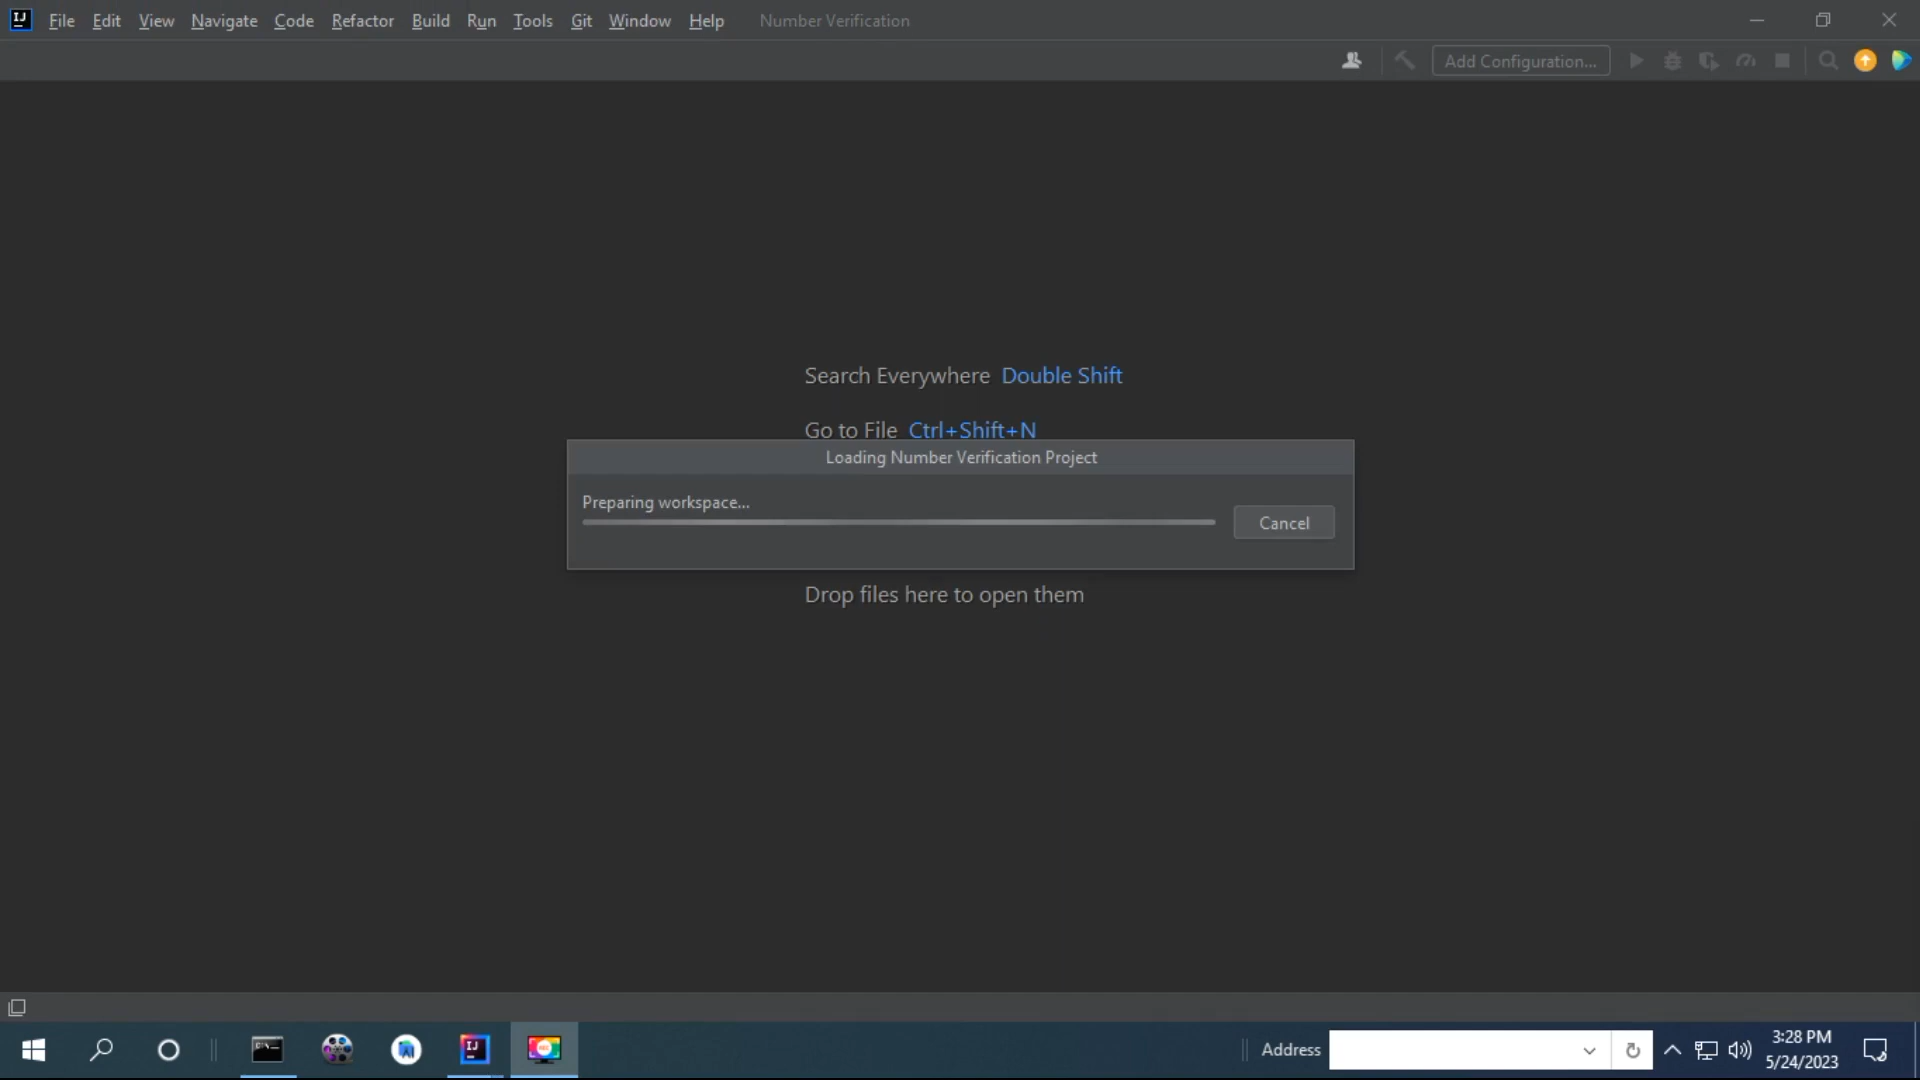 File Edit View Navigate Code Refactor Build Run Tools Git Window Help Number Verification
Add Configuration...
Search Everywhere Double Shift
Go to File Ctrl+Shift+N
Loading Number Verification Project
Preparing workspace...
Cancel
Drop files here to open them
Address
3:28 PM
5/24/2023